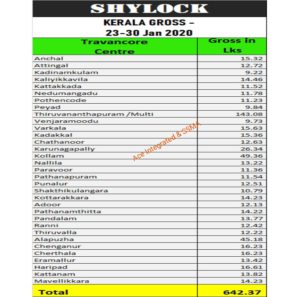 SHYLOCK
KERALA GROSS -
23-30 Jan 2020
Travancore Centre Gross in Lks
Anchal 15.32
Attingal 12.72
Kadinamkulam 9.22
Kaliyikkavila 14.46
Kattakkada 11.52
Nedumangadu 11.78
Pothencode 11.23
Peyad 9.84
Thiruvananthapuram /Multi 143.08
Venjaramoodu 9.73
Varkala 15.63
Kadakkal 15.36
Chathanoor 12.63
Karunagapally 26.34
Kollam 49.36
Nallila 13.22
Paravoor 11.36
Pathanapuram 11.54
Punalur 12.51
Shakthikulangara 10.79
Kottarakkara 14.23
Adoor 12.13
Pathanamthitta 14.22
Pandalam 13.77
Ranni 12.42
Thiruvalla 12.22
Alapuzha 45.18
Chenganur 16.23
Cherthala 16.23
Eramallur 13.42
Haripad 16.61
Kattanam 13.82
Mavellikkara 14.23
Total 642.37
Ace Integrated & SSMA